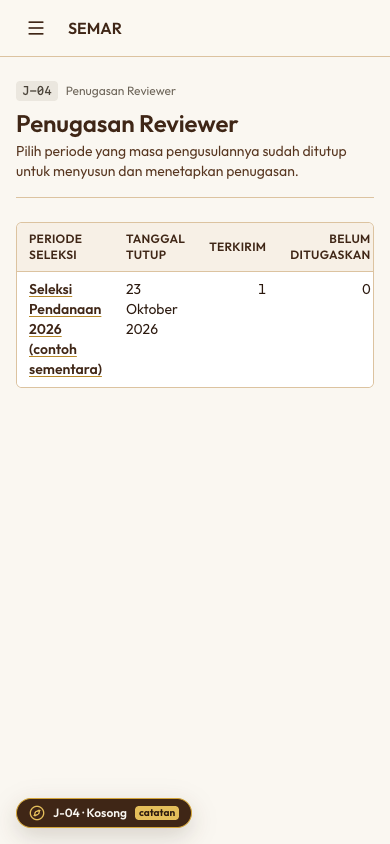 SEMAR
J-04 Penugasan Reviewer
Penugasan Reviewer
Pilih periode yang masa pengusulannya sudah ditutup
untuk menyusun dan menetapkan penugasan.
PERIODE SELEKSI TANGGAL TUTUP TERKIRIM BELUM DITUGASKAN
Seleksi Pendanaan 2026 (contoh sementara) 23 Oktober 2026 1 0
J-04 · Kosong catatan